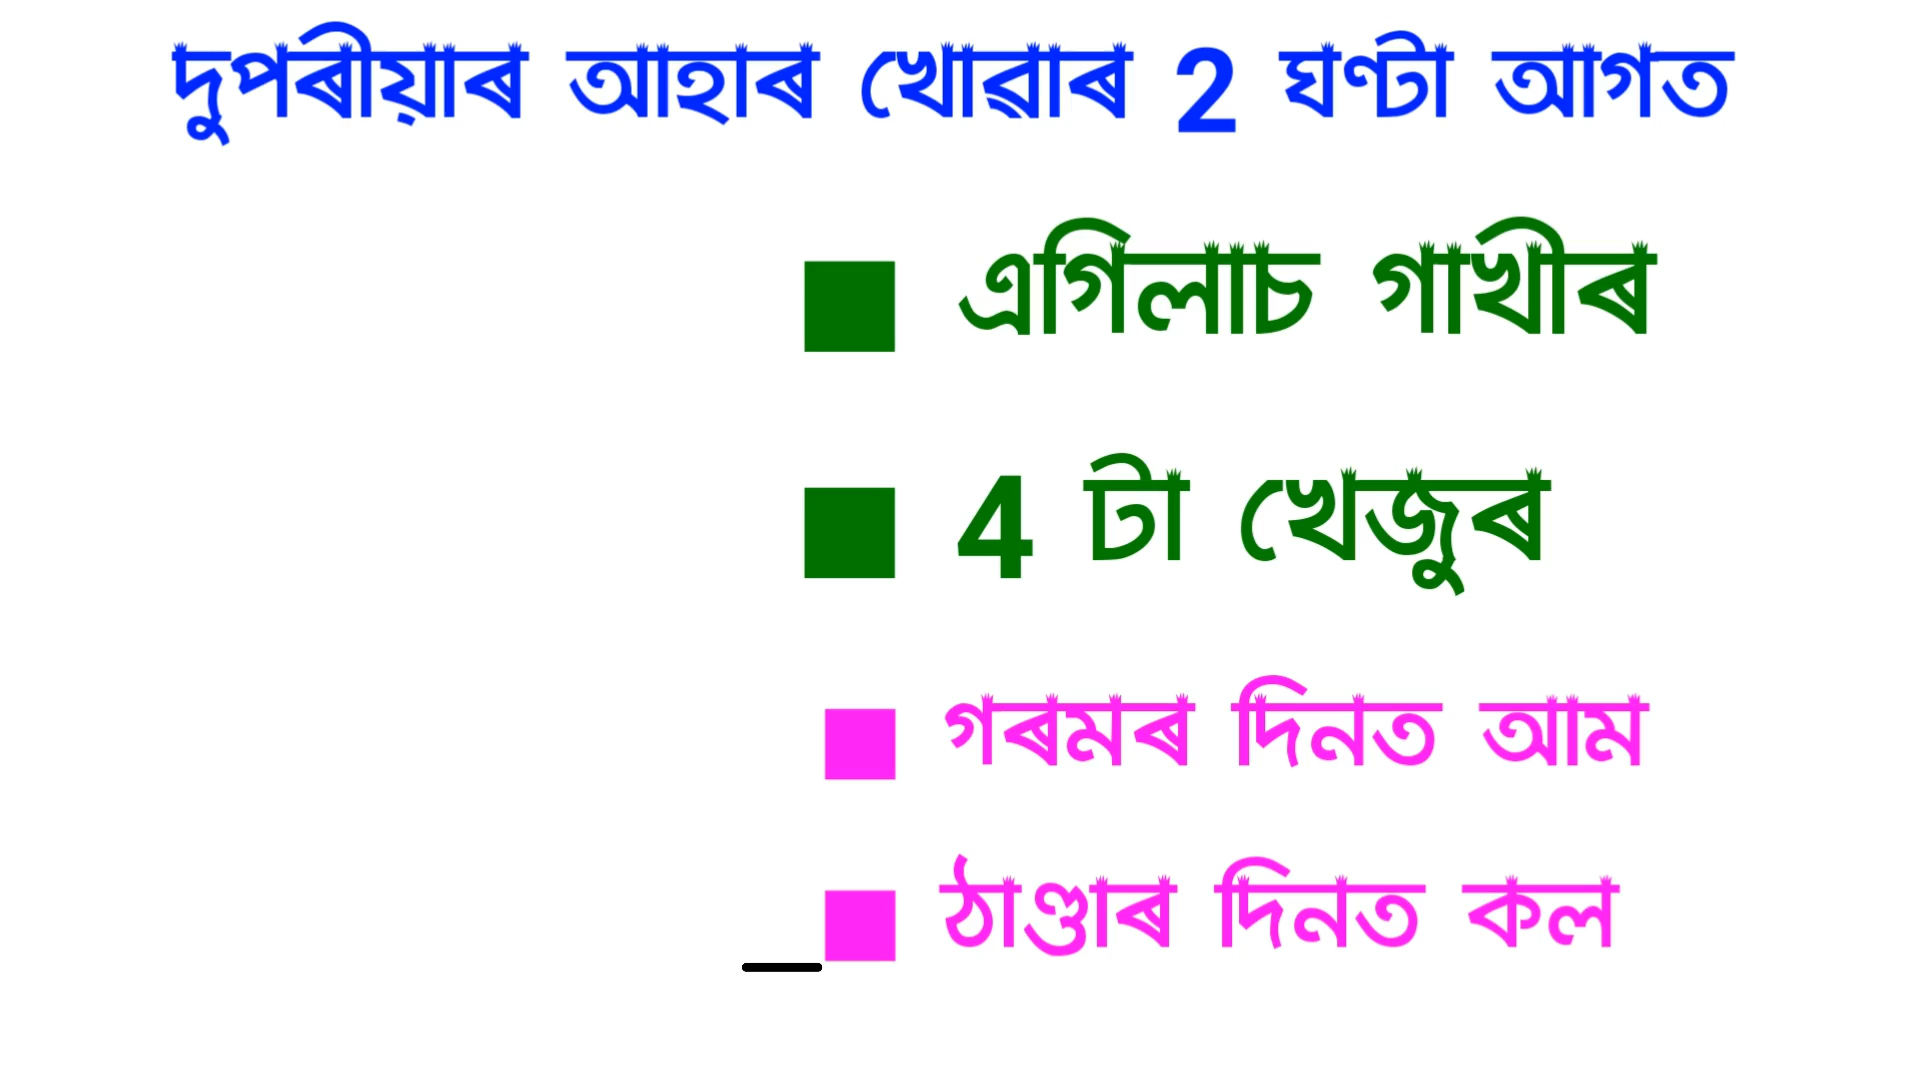 দুপৰীয়াৰ আহাৰ খোৱাৰ 2 ঘণ্টা আগত
■ এগিলাচ গাখীৰ
■ 4 টা খেজুৰ
■ গৰমৰ দিনত আম
■ ঠাণ্ডাৰ দিনত কল